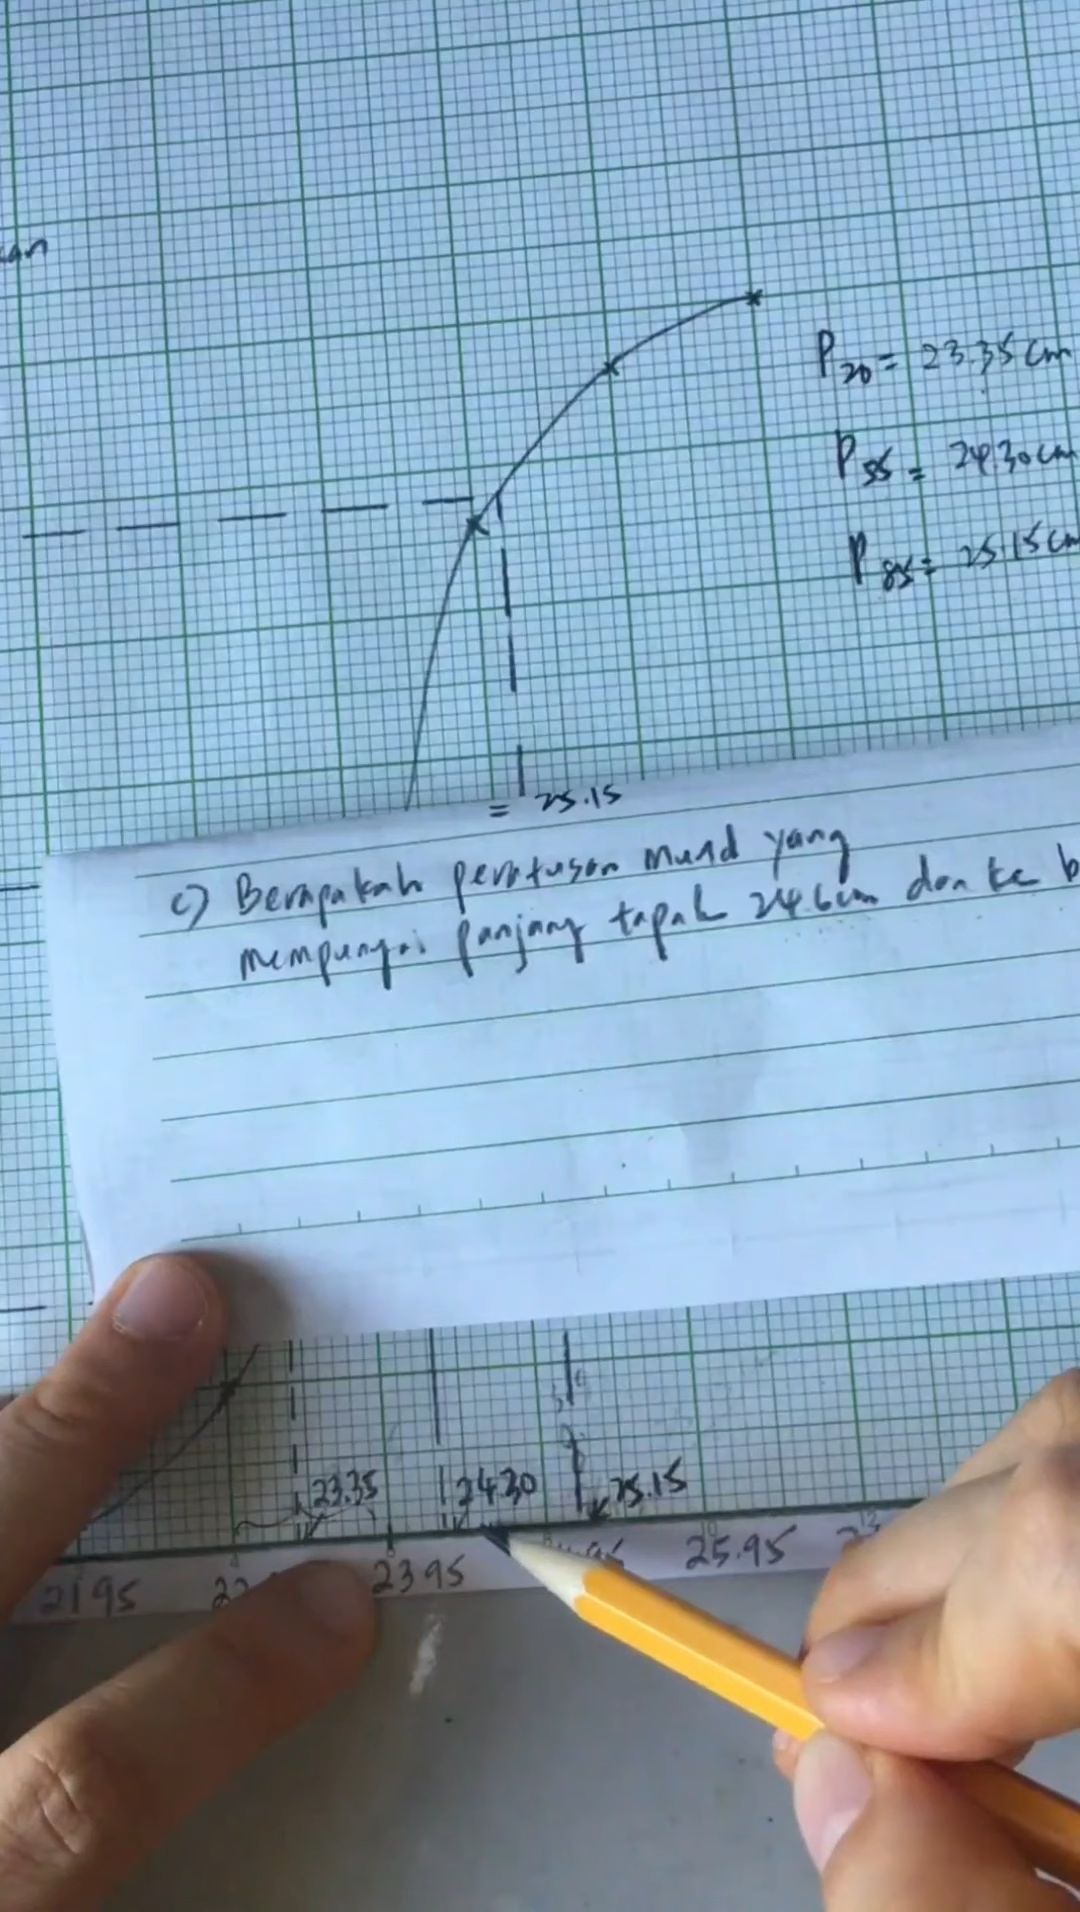 P20 = 23.35 cm
P55 = 24.30 cm
P85 = 25.15 cm
= 25.15
c) Berapakah peratusan murid yang
mempunyai panjang tapak 24.6cm dan ke b
23.35
24.30
25.15
21.95
23.95
25.95